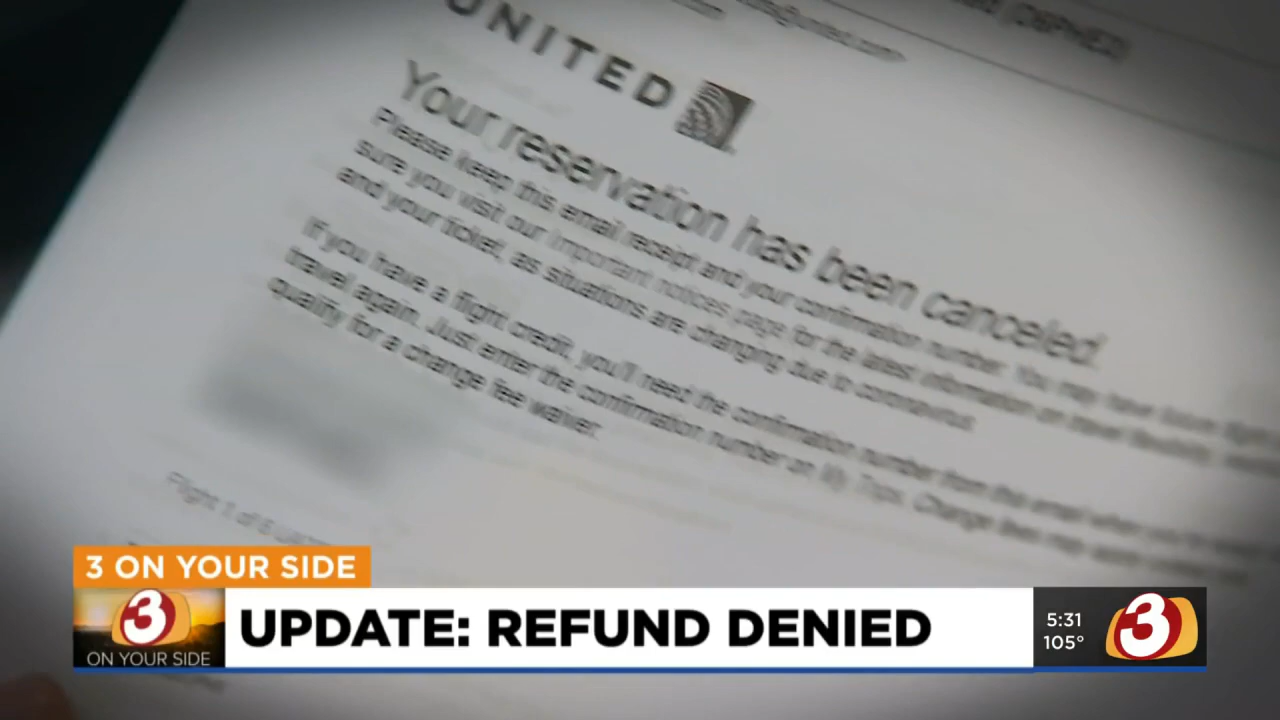 UNITED
Your reservation has been canceled.
Please keep this email receipt and your confirmation number. You may have future flight
sure you visit our important notices page for the latest information on travel flexibility
and your ticket, as situations are changing due to coronavirus.
If you have a flight credit, you'll need the confirmation number from this email when you're ready
travel again. Just enter the confirmation number on My Trips. Change fees may apply
qualify for a change fee waiver.
Flight 1 of 6
3 ON YOUR SIDE
3
ON YOUR SIDE
UPDATE: REFUND DENIED
5:31
105°
3